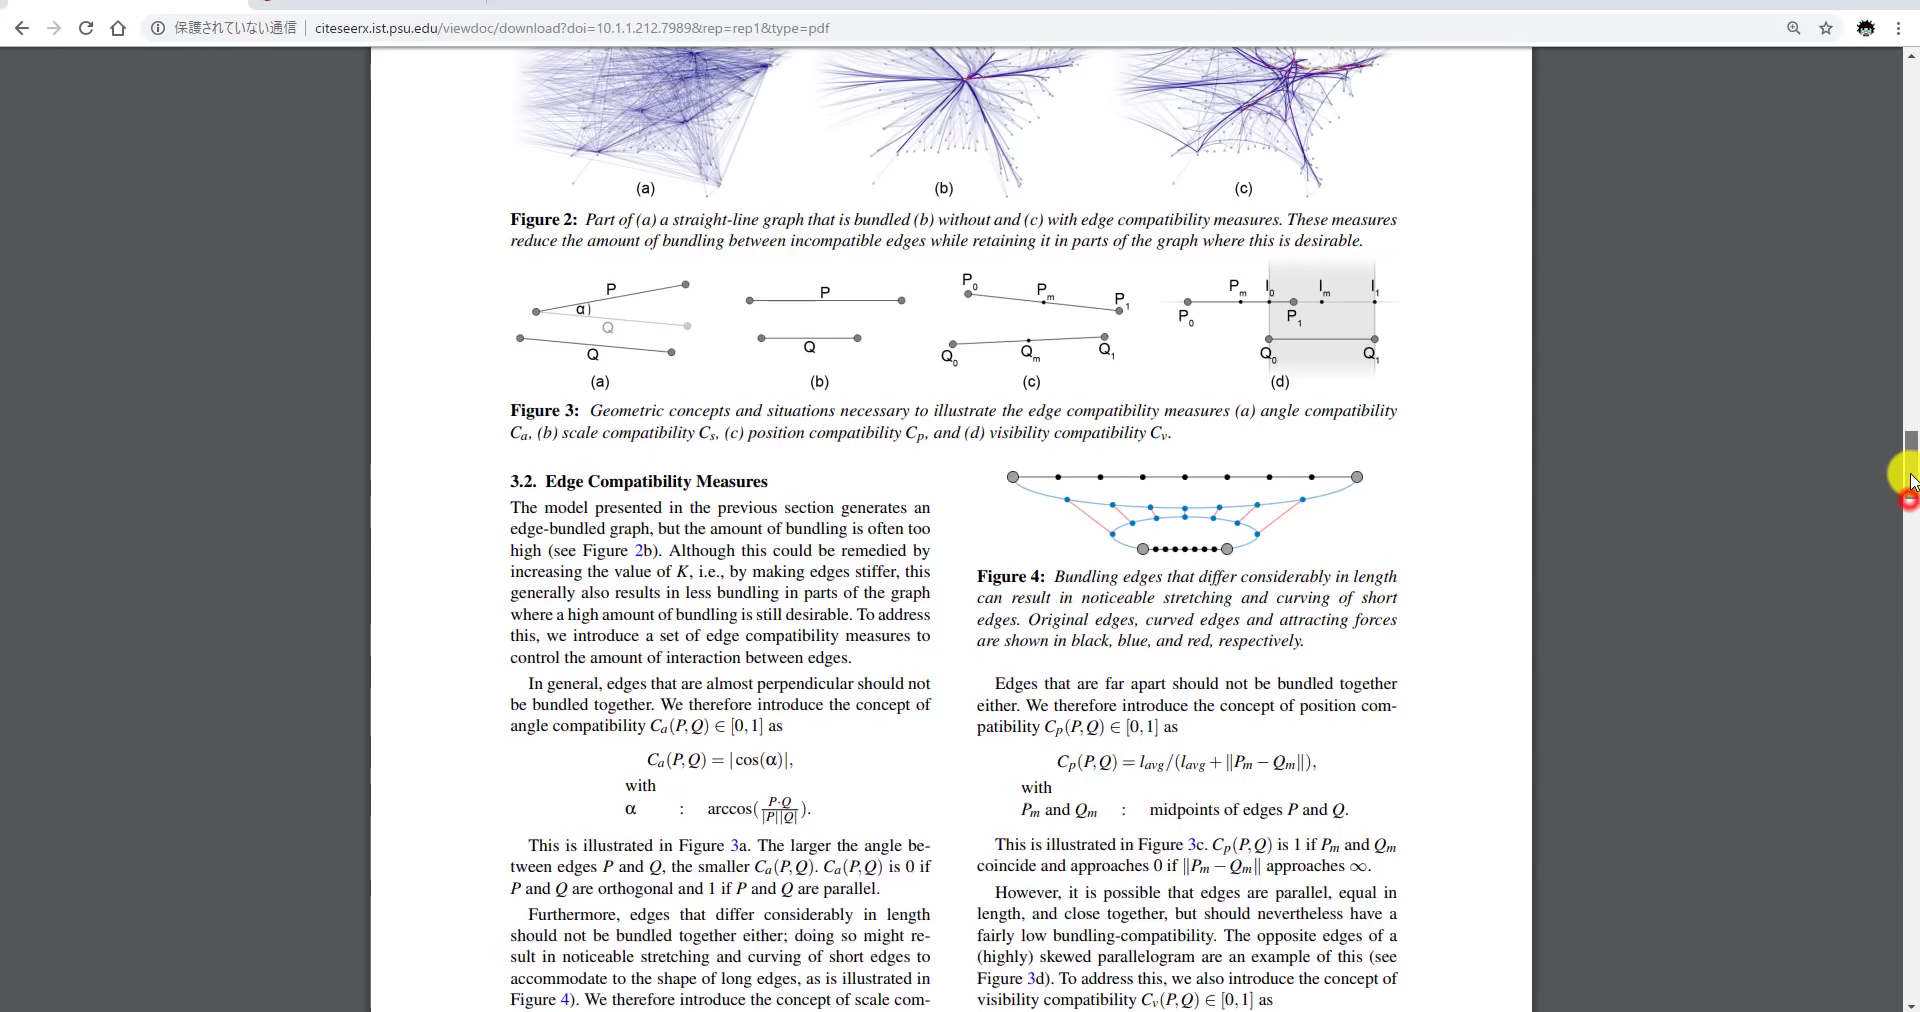 保護されていない通信 citeseerx.ist.psu.edu/viewdoc/download?doi=10.1.1.212.7989&rep=rep1&type=pdf
(a) (b) (c)
Figure 2: Part of (a) a straight-line graph that is bundled (b) without and (c) with edge compatibility measures. These measures
reduce the amount of bundling between incompatible edges while retaining it in parts of the graph where this is desirable.
P
α
Q
Q
(a)
P
Q
(b)
P0 Pm P1
Q0 Qm Q1
(c)
Pm I0 Im I1
P0 P1
Q0 Q1
(d)
Figure 3: Geometric concepts and situations necessary to illustrate the edge compatibility measures (a) angle compatibility
Ca, (b) scale compatibility Cs, (c) position compatibility Cp, and (d) visibility compatibility Cv.
3.2. Edge Compatibility Measures
The model presented in the previous section generates an
edge-bundled graph, but the amount of bundling is often too
high (see Figure 2b). Although this could be remedied by
increasing the value of K, i.e., by making edges stiffer, this
generally also results in less bundling in parts of the graph
where a high amount of bundling is still desirable. To address
this, we introduce a set of edge compatibility measures to
control the amount of interaction between edges.
In general, edges that are almost perpendicular should not
be bundled together. We therefore introduce the concept of
angle compatibility Ca(P,Q) ∈ [0,1] as
Ca(P,Q) = |cos(α)|,
with
α : arccos(P·Q/|P||Q|).
This is illustrated in Figure 3a. The larger the angle be-
tween edges P and Q, the smaller Ca(P,Q). Ca(P,Q) is 0 if
P and Q are orthogonal and 1 if P and Q are parallel.
Furthermore, edges that differ considerably in length
should not be bundled together either; doing so might re-
sult in noticeable stretching and curving of short edges to
accommodate to the shape of long edges, as is illustrated in
Figure 4). We therefore introduce the concept of scale com-
Figure 4: Bundling edges that differ considerably in length
can result in noticeable stretching and curving of short
edges. Original edges, curved edges and attracting forces
are shown in black, blue, and red, respectively.
Edges that are far apart should not be bundled together
either. We therefore introduce the concept of position com-
patibility Cp(P,Q) ∈ [0,1] as
Cp(P,Q) = lavg/(lavg + ‖Pm − Qm‖),
with
Pm and Qm : midpoints of edges P and Q.
This is illustrated in Figure 3c. Cp(P,Q) is 1 if Pm and Qm
coincide and approaches 0 if ‖Pm − Qm‖ approaches ∞.
However, it is possible that edges are parallel, equal in
length, and close together, but should nevertheless have a
fairly low bundling-compatibility. The opposite edges of a
(highly) skewed parallelogram are an example of this (see
Figure 3d). To address this, we also introduce the concept of
visibility compatibility Cv(P,Q) ∈ [0,1] as